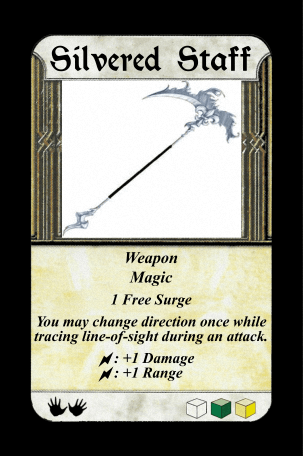 Silvered Staff
Weapon
Magic
1 Free Surge
You may change direction once while
tracing line-of-sight during an attack.
: +1 Damage
: +1 Range